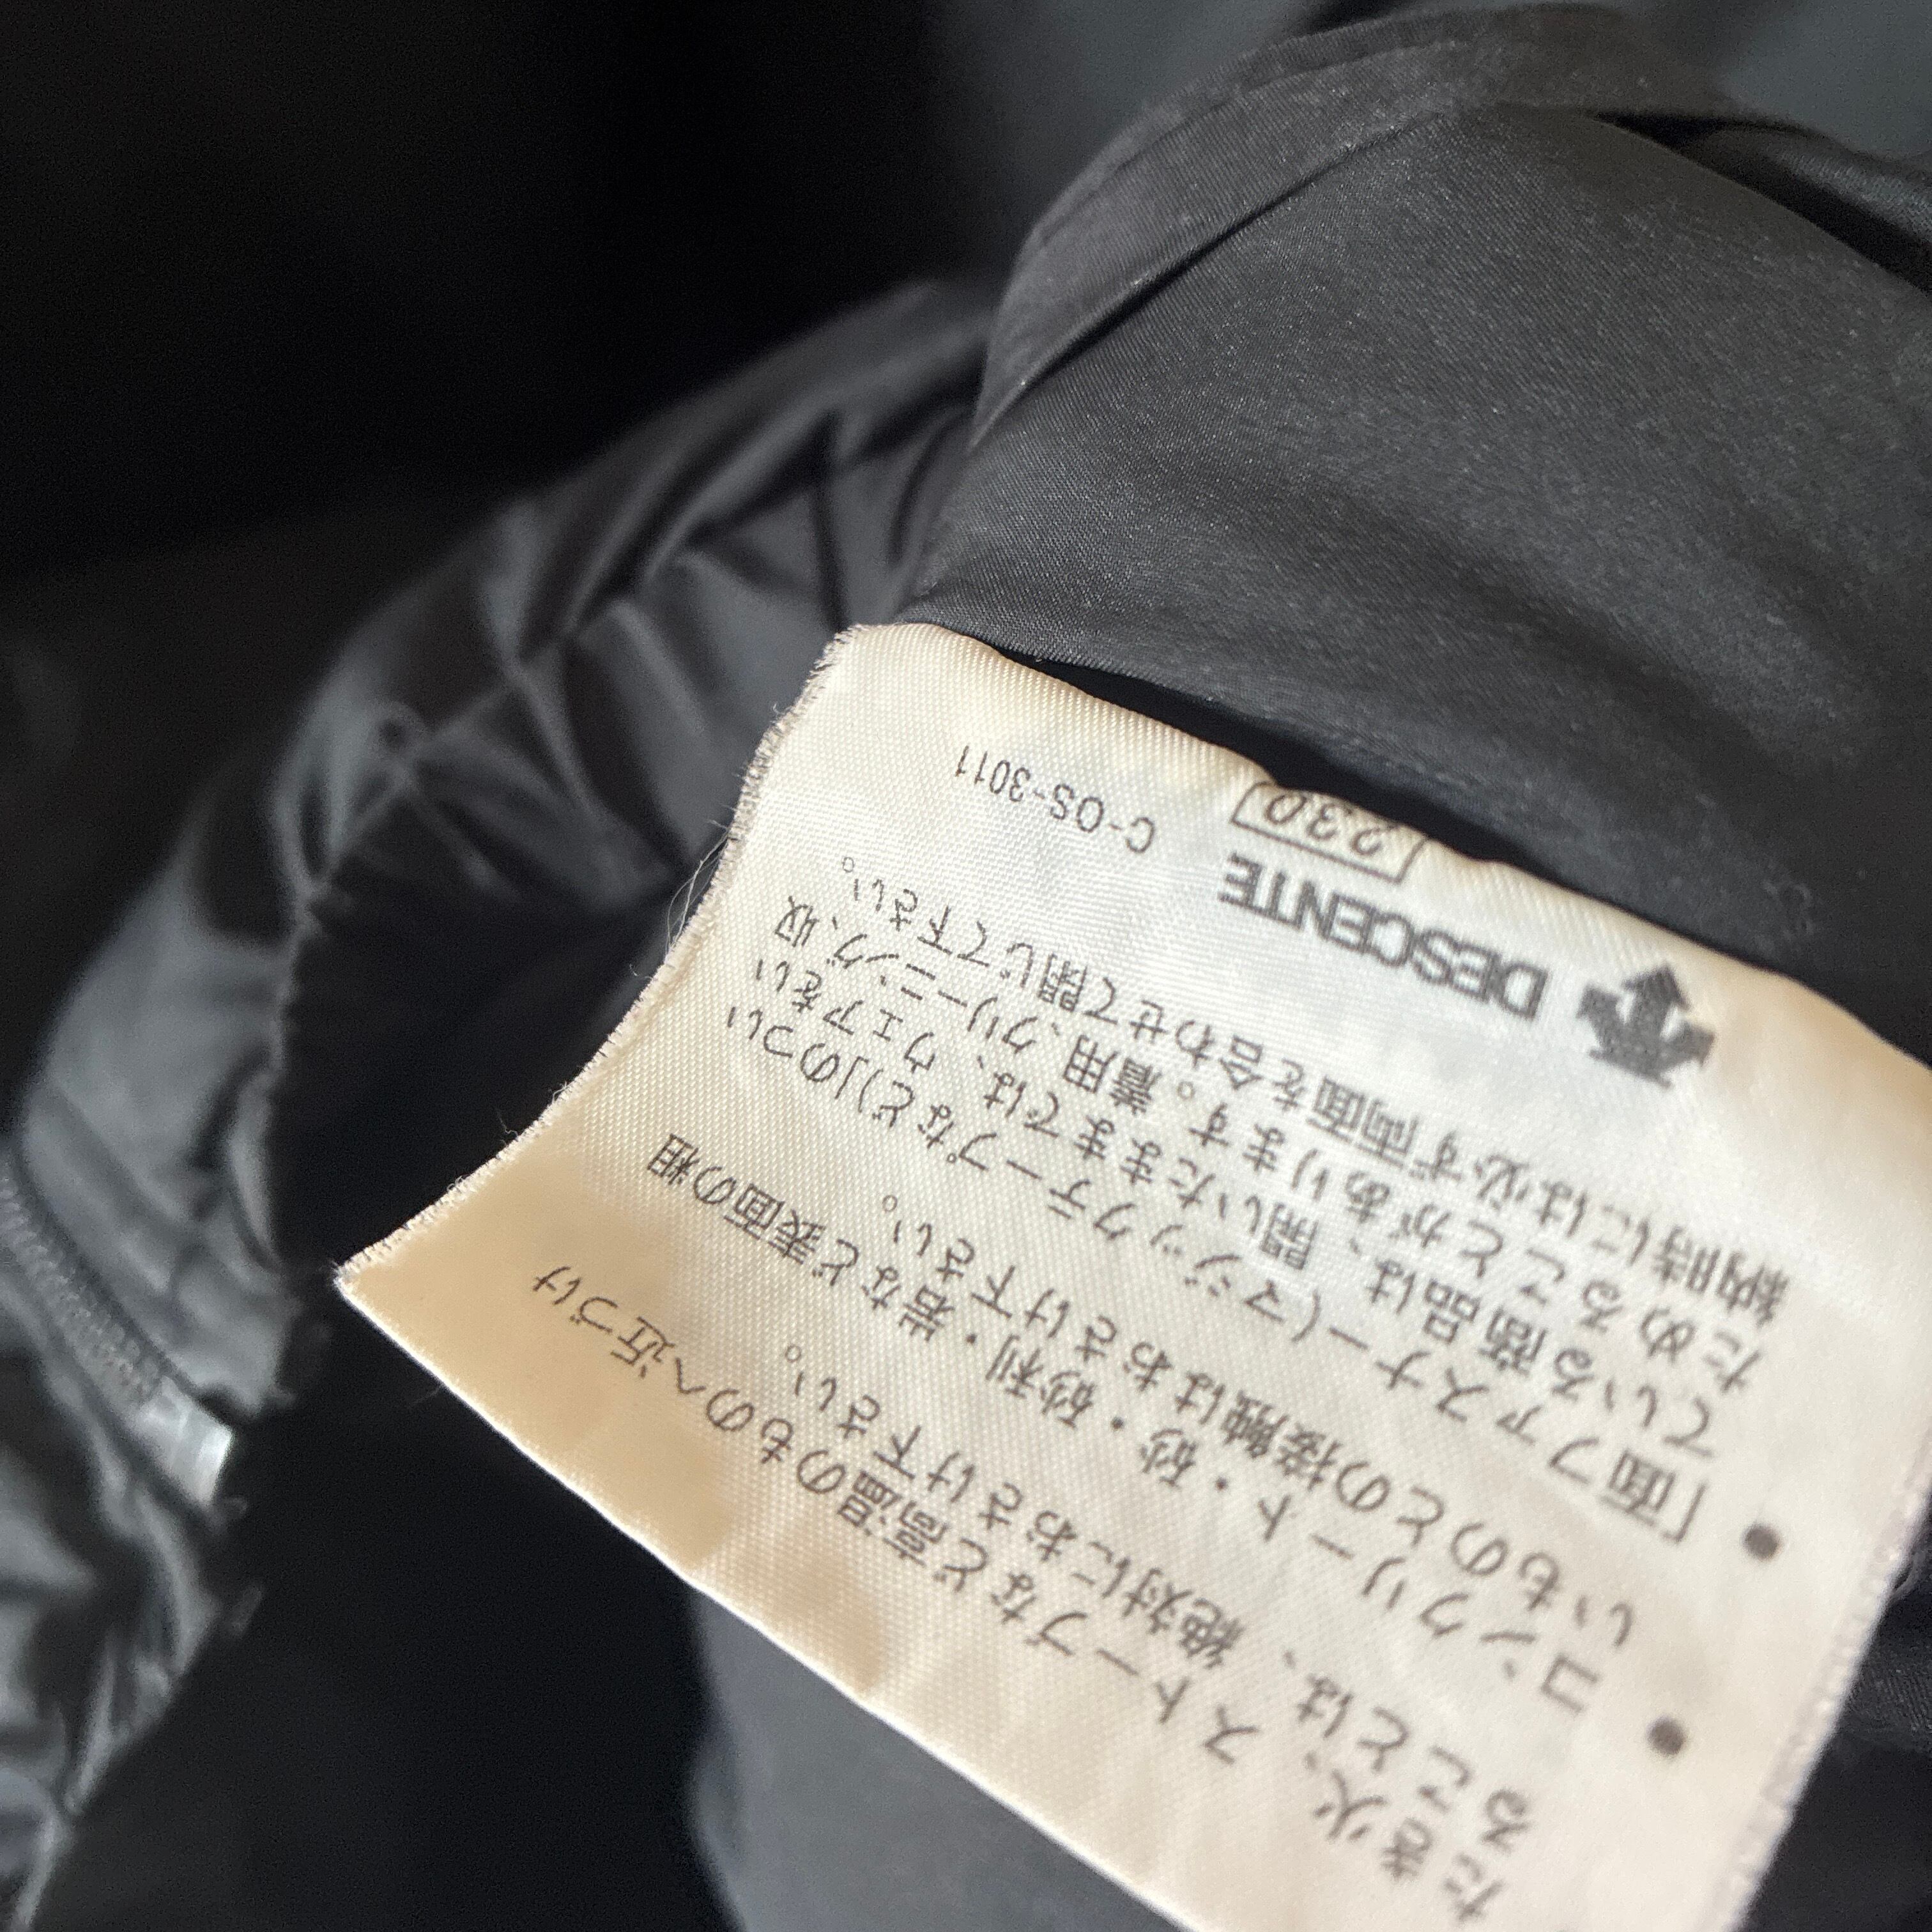 たき火、ストーブなど高温のものへ近づけ
ることは、絶対におさけ下さい。
コンクリート・砂・砂利・岩など表面の粗
いものとの接触はおさけ下さい。
「面ファスナー(マジックテープなど)」のつい
ている商品は、開いたままでは、ウェアをい
ためることがあります。着用、クリーニング、収
納時には必ず両面を合わせて閉じて下さい。
DESCENTE
230
C-OS-3011